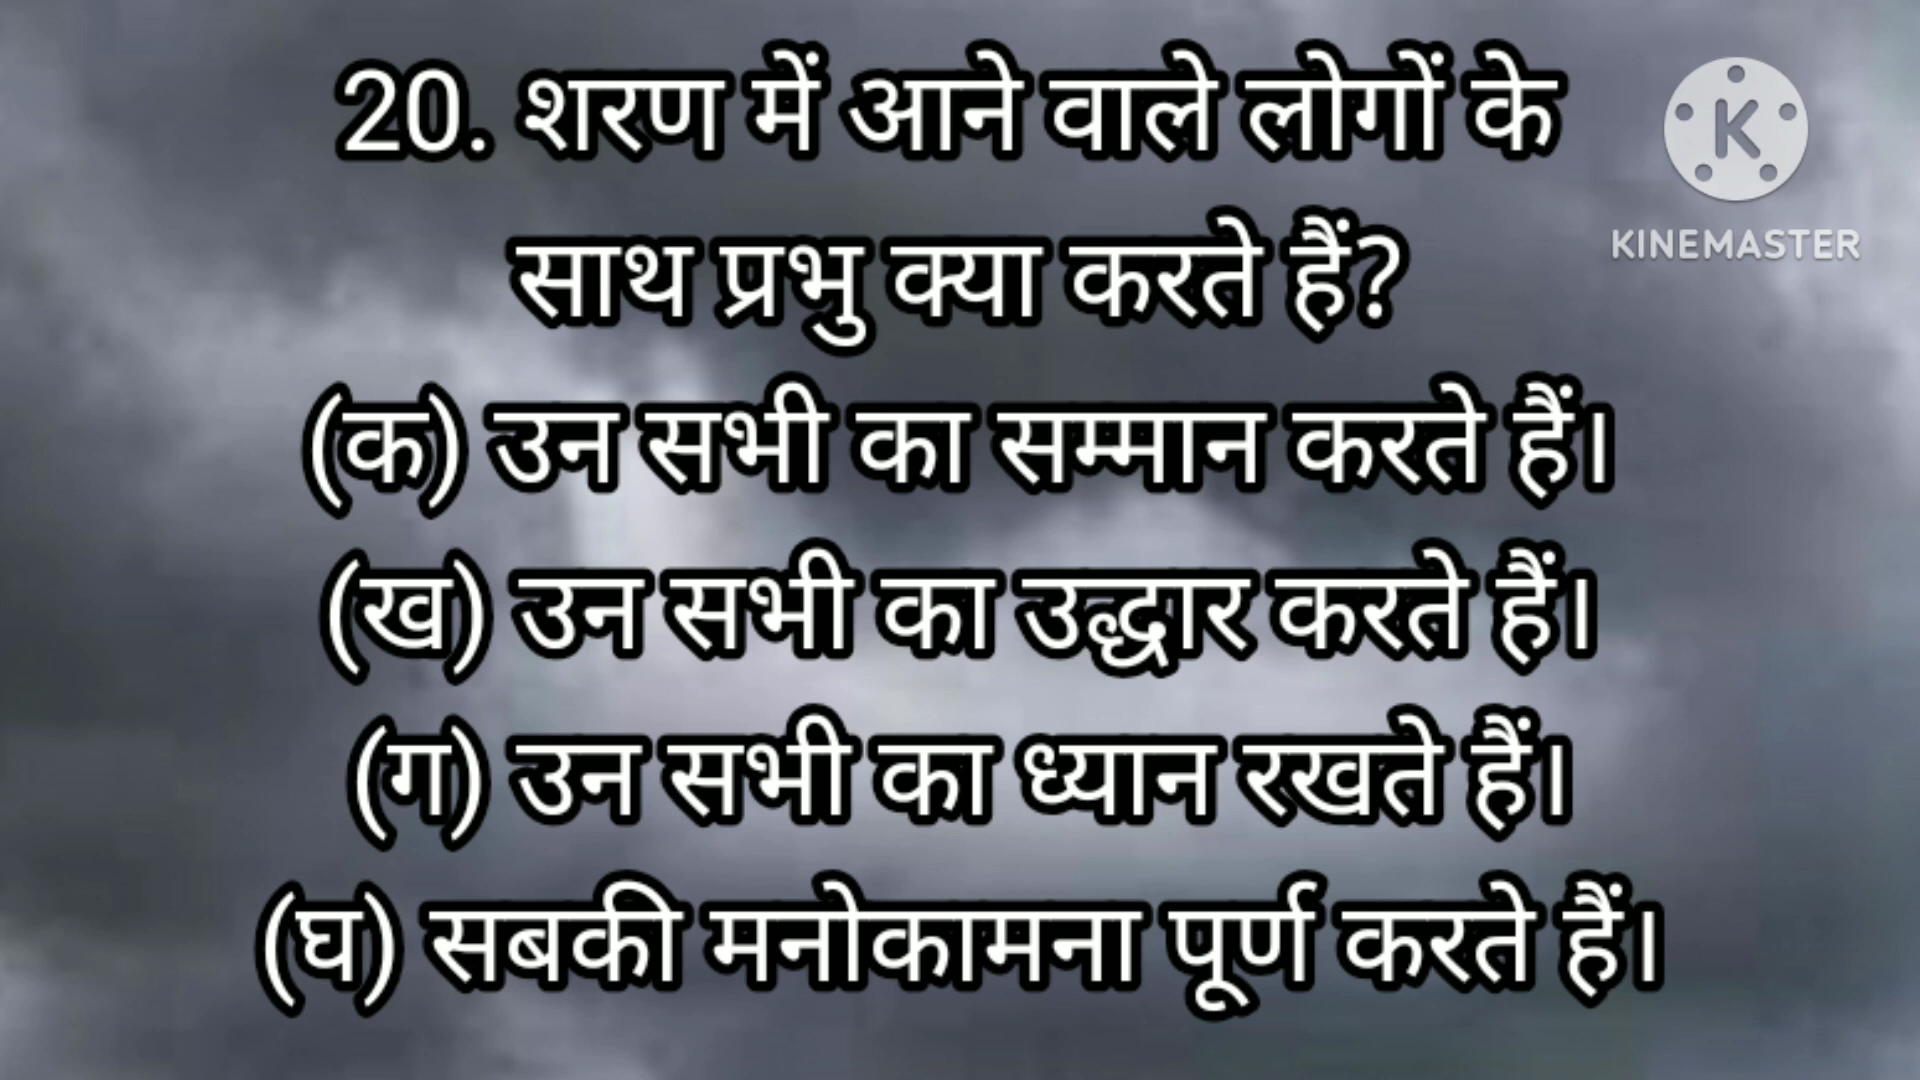 20. शरण में आने वाले लोगों के
साथ प्रभु क्या करते हैं?
(क) उन सभी का सम्मान करते हैं।
(ख) उन सभी का उद्धार करते हैं।
(ग) उन सभी का ध्यान रखते हैं।
(घ) सबकी मनोकामना पूर्ण करते हैं।
K
KINEMASTER